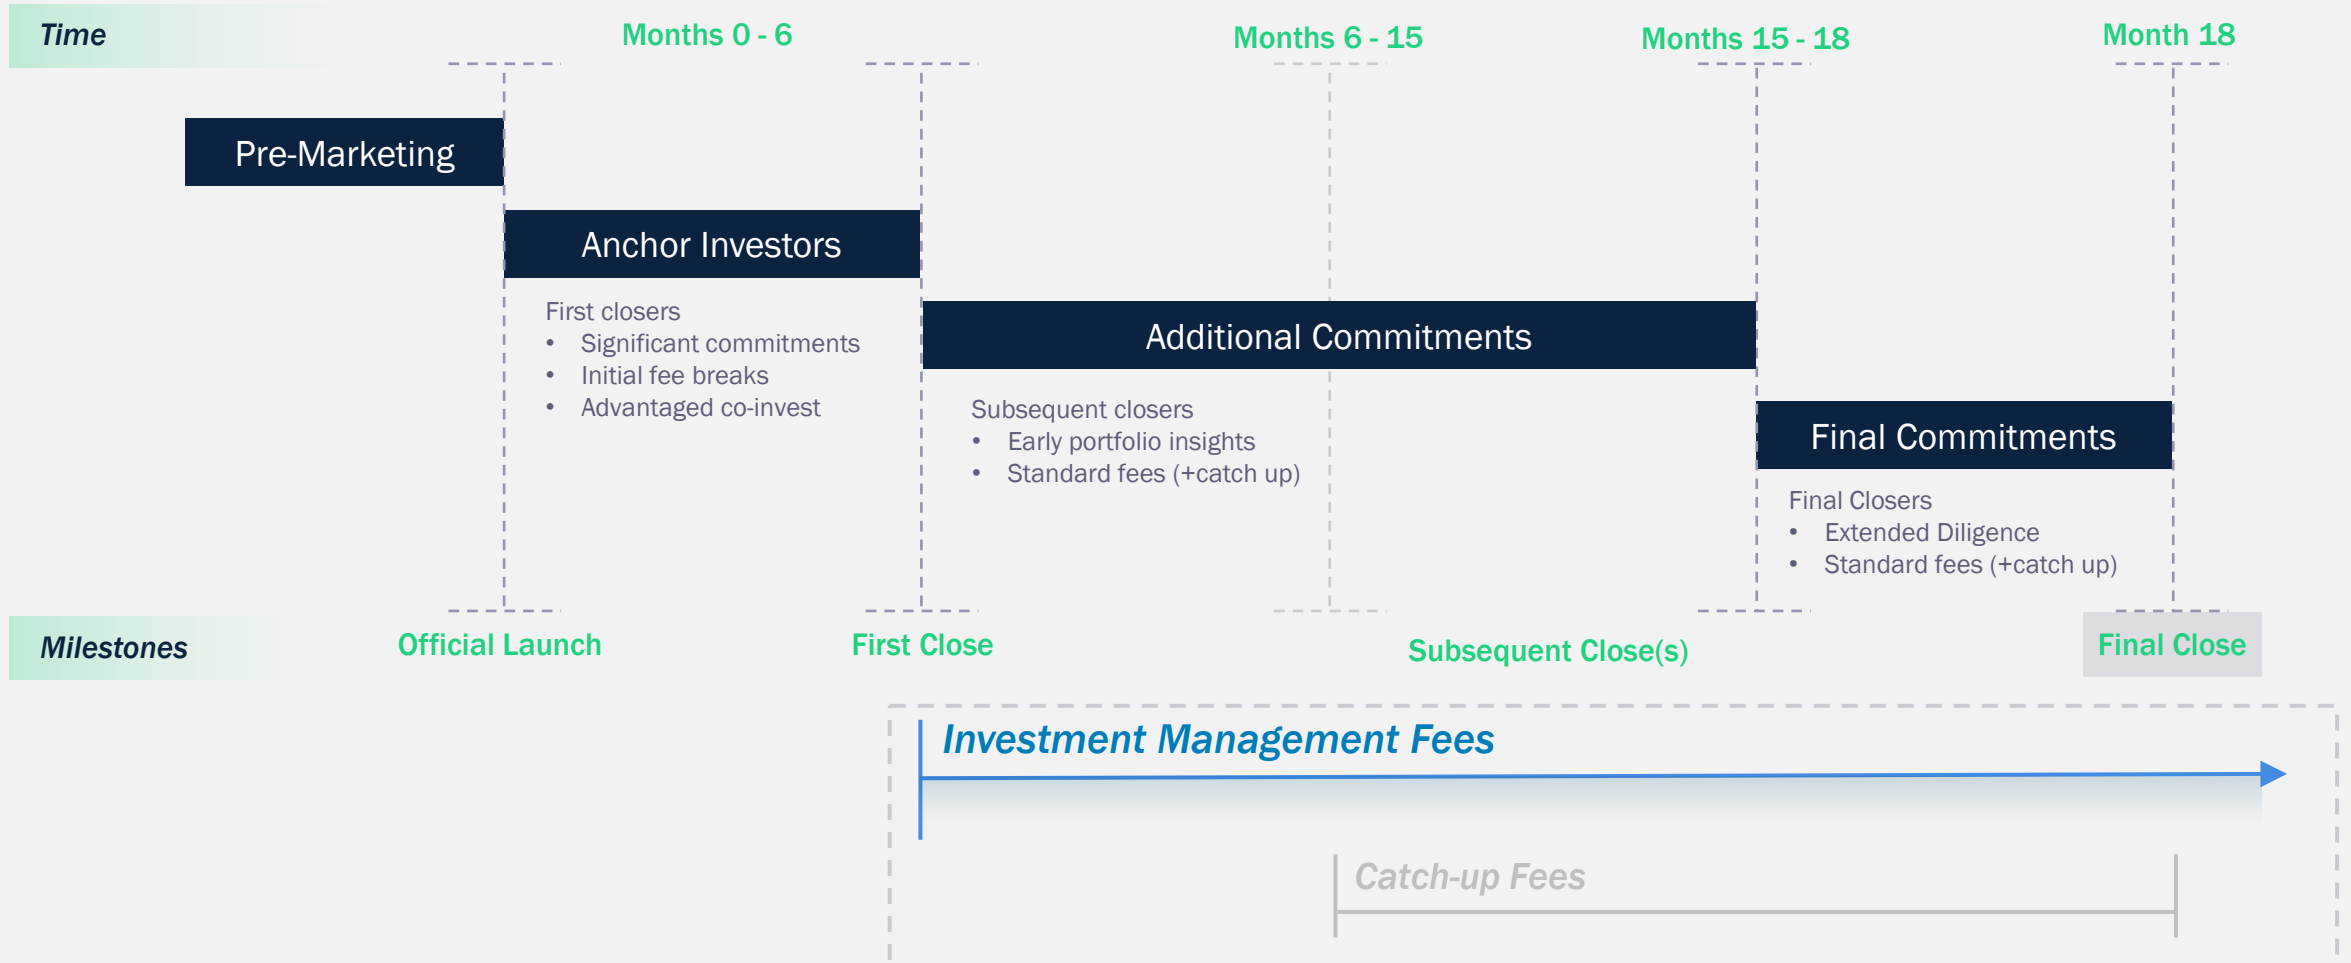 Time
Months 0 - 6
Months 6 - 15
Months 15 - 18
Month 18
Pre-Marketing
Anchor Investors
First closers
• Significant commitments
• Initial fee breaks
• Advantaged co-invest
Additional Commitments
Subsequent closers
• Early portfolio insights
• Standard fees (+catch up)
Final Commitments
Final Closers
• Extended Diligence
• Standard fees (+catch up)
Milestones
Official Launch
First Close
Subsequent Close(s)
Final Close
Investment Management Fees
Catch-up Fees